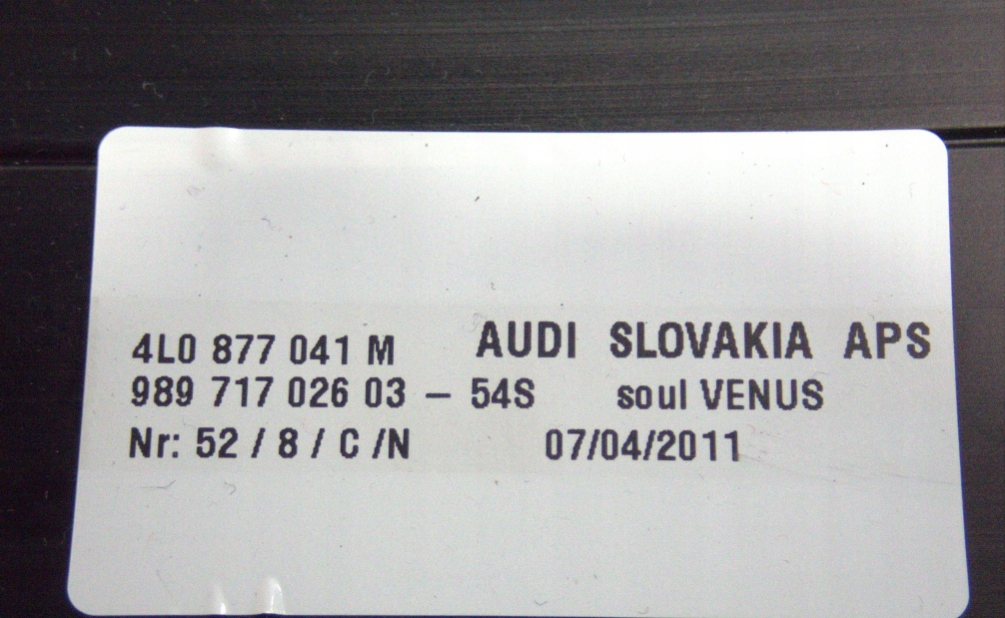 4L0 877 041 M AUDI SLOVAKIA APS
989 717 026 03 – 54S soul VENUS
Nr: 52 / 8 / C /N 07/04/2011